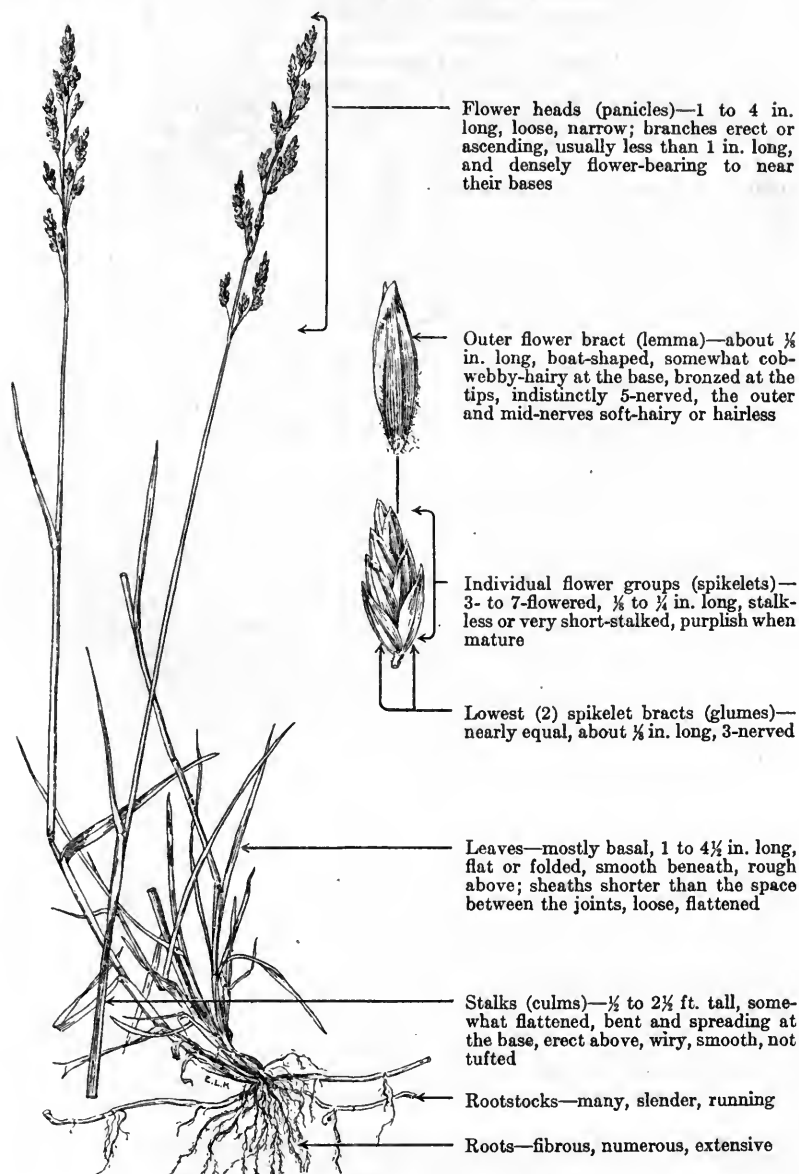 Flower heads (panicles)—1 to 4 in.
long, loose, narrow; branches erect or
ascending, usually less than 1 in. long,
and densely flower-bearing to near
their bases
Outer flower bract (lemma)—about ⅛
in. long, boat-shaped, somewhat cob-
webby-hairy at the base, bronzed at the
tips, indistinctly 5-nerved, the outer
and mid-nerves soft-hairy or hairless
Individual flower groups (spikelets)—
3- to 7-flowered, ⅛ to ¼ in. long, stalk-
less or very short-stalked, purplish when
mature
Lowest (2) spikelet bracts (glumes)—
nearly equal, about ⅛ in. long, 3-nerved
Leaves—mostly basal, 1 to 4½ in. long,
flat or folded, smooth beneath, rough
above; sheaths shorter than the space
between the joints, loose, flattened
Stalks (culms)—½ to 2½ ft. tall, some-
what flattened, bent and spreading at
the base, erect above, wiry, smooth, not
tufted
E.L.H
Rootstocks—many, slender, running
Roots—fibrous, numerous, extensive